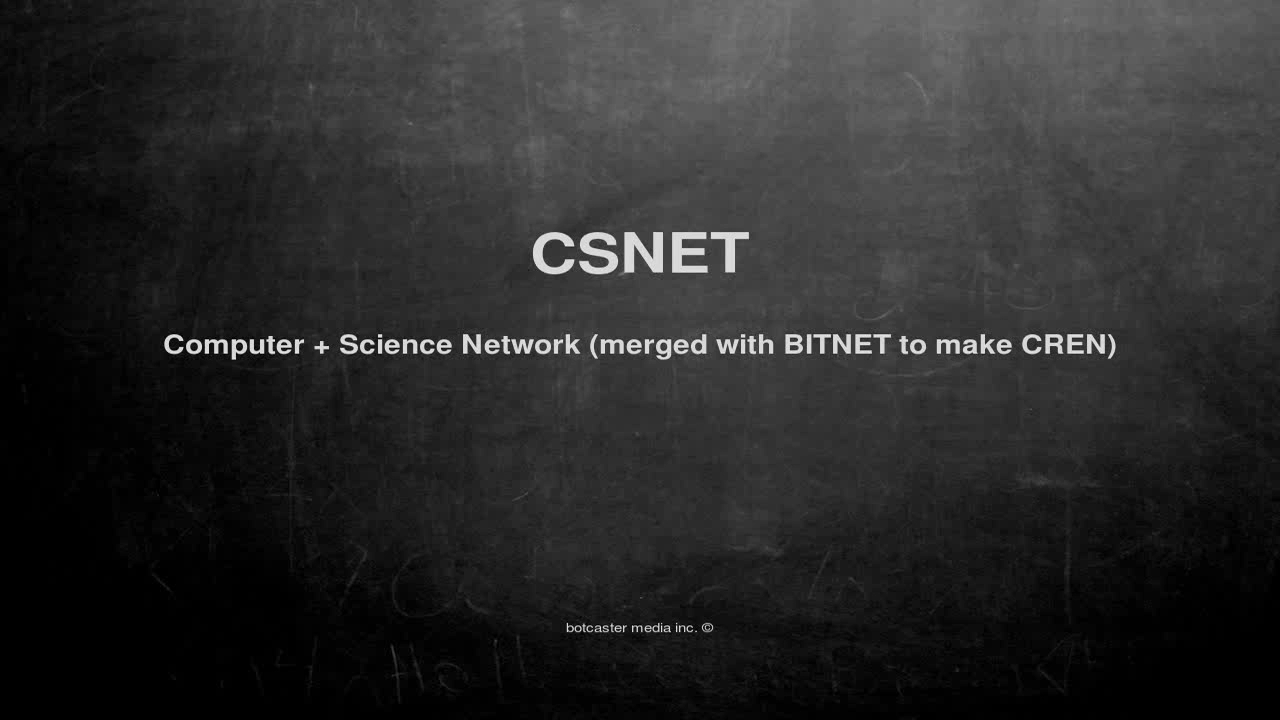 CSNET
Computer + Science Network (merged with BITNET to make CREN)
botcaster media inc. ©